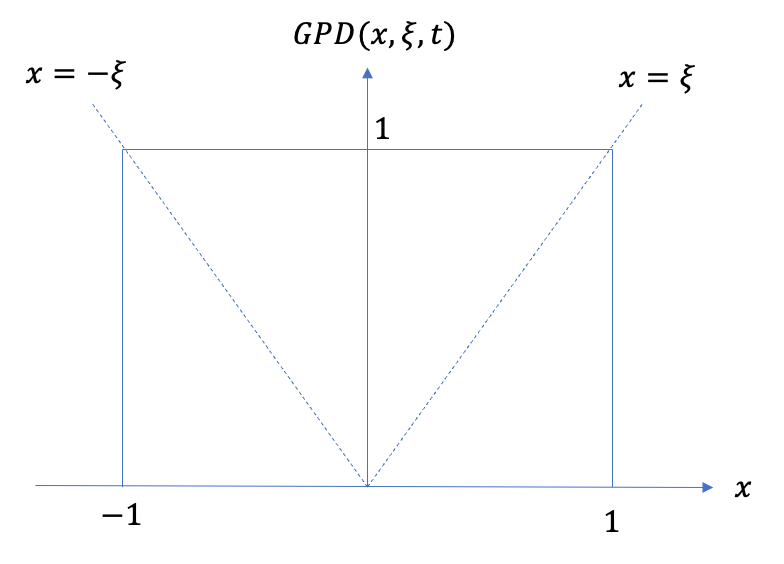 GPD(x, ξ, t)
x = −ξ
x = ξ
1
x
−1
1